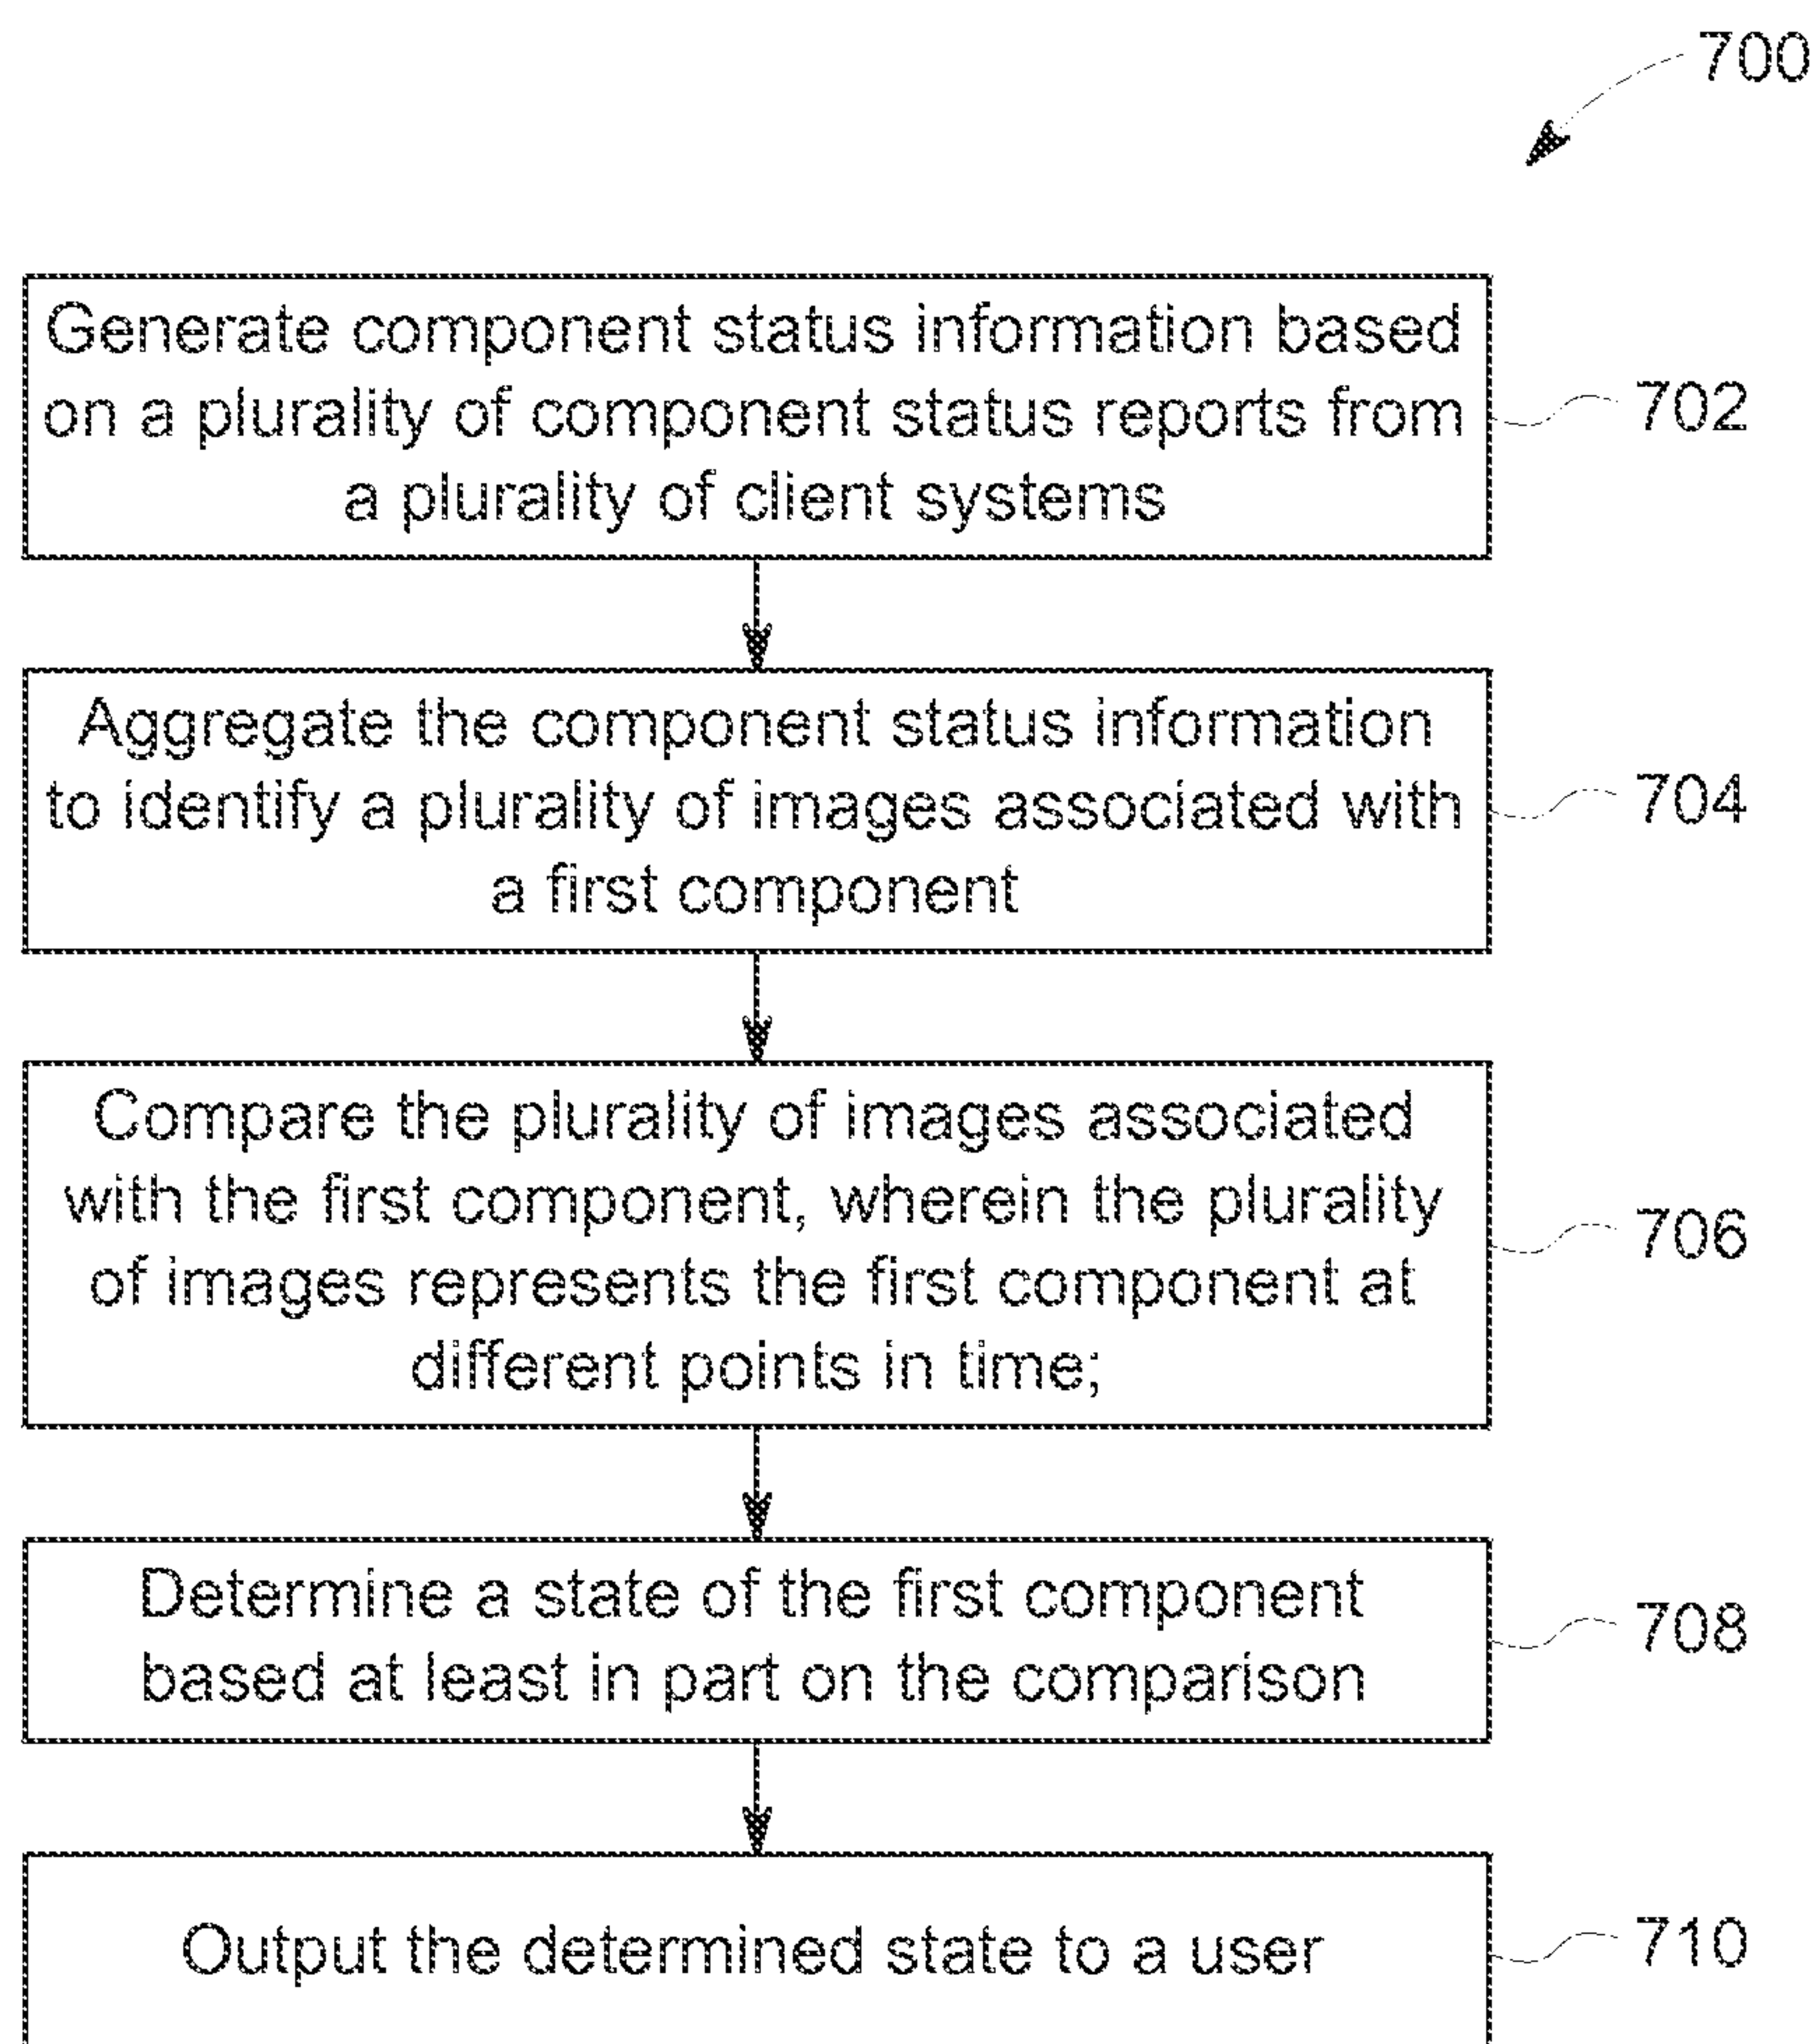 700
Generate component status information based
on a plurality of component status reports from
a plurality of client systems
702
Aggregate the component status information
to identify a plurality of images associated with
a first component
704
Compare the plurality of images associated
with the first component, wherein the plurality
of images represents the first component at
different points in time;
706
Determine a state of the first component
based at least in part on the comparison
708
Output the determined state to a user
710